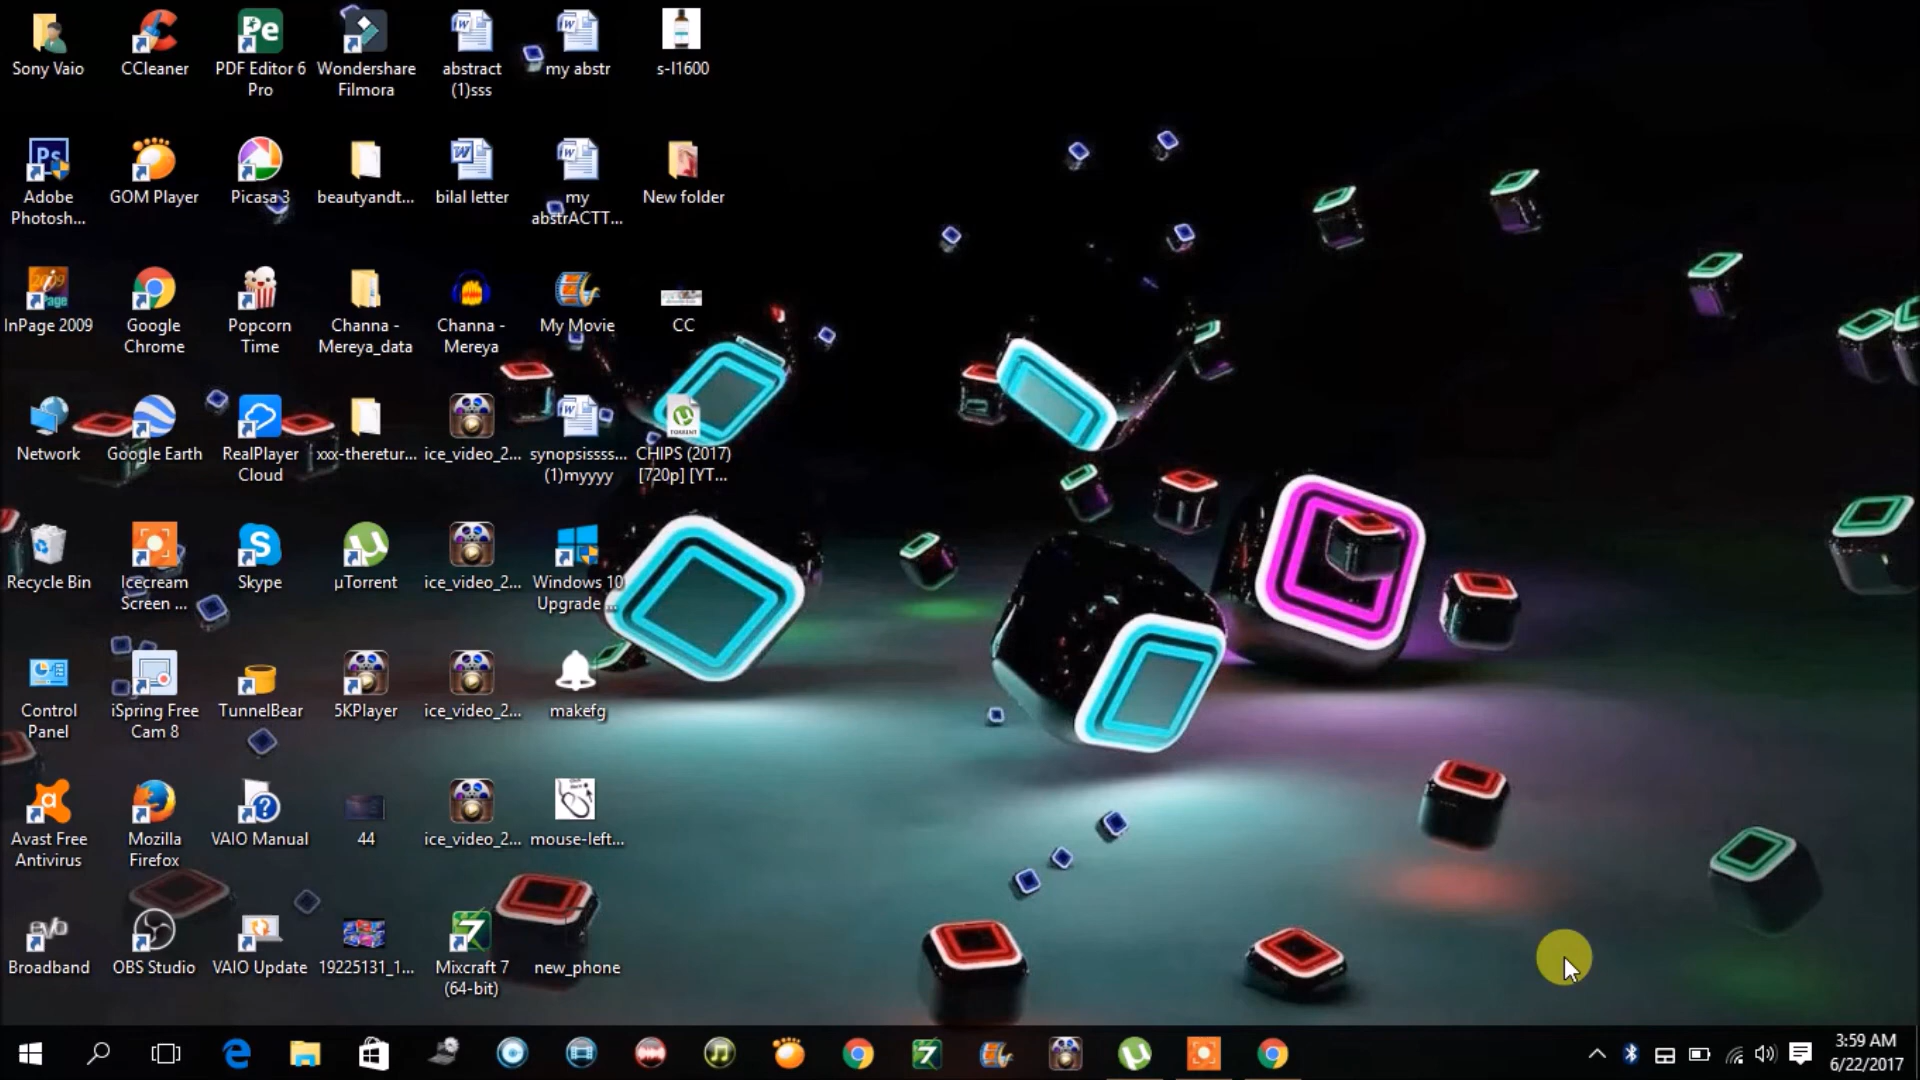 Sony Vaio
CCleaner
PDF Editor 6
Pro
Wondershare
Filmora
abstract
(1)sss
my abstr
s-l1600
Adobe
Photosh...
GOM Player
Picasa 3
beautyandt...
bilal letter
my
abstrACTT...
New folder
InPage 2009
Google
Chrome
Popcorn
Time
Channa -
Mereya_data
Channa -
Mereya
My Movie
CC
Network
Google Earth
RealPlayer
Cloud
xxx-theretur...
ice_video_2...
synopsissss...
(1)myyyy
CHIPS (2017)
[720p] [YT...
Recycle Bin
Icecream
Screen ...
Skype
µTorrent
ice_video_2...
Windows 10
Upgrade ...
Control
Panel
iSpring Free
Cam 8
TunnelBear
5KPlayer
ice_video_2...
makefg
Avast Free
Antivirus
Mozilla
Firefox
VAIO Manual
44
ice_video_2...
mouse-left...
Broadband
OBS Studio
VAIO Update
19225131_1...
Mixcraft 7
(64-bit)
new_phone
3:59 AM
6/22/2017